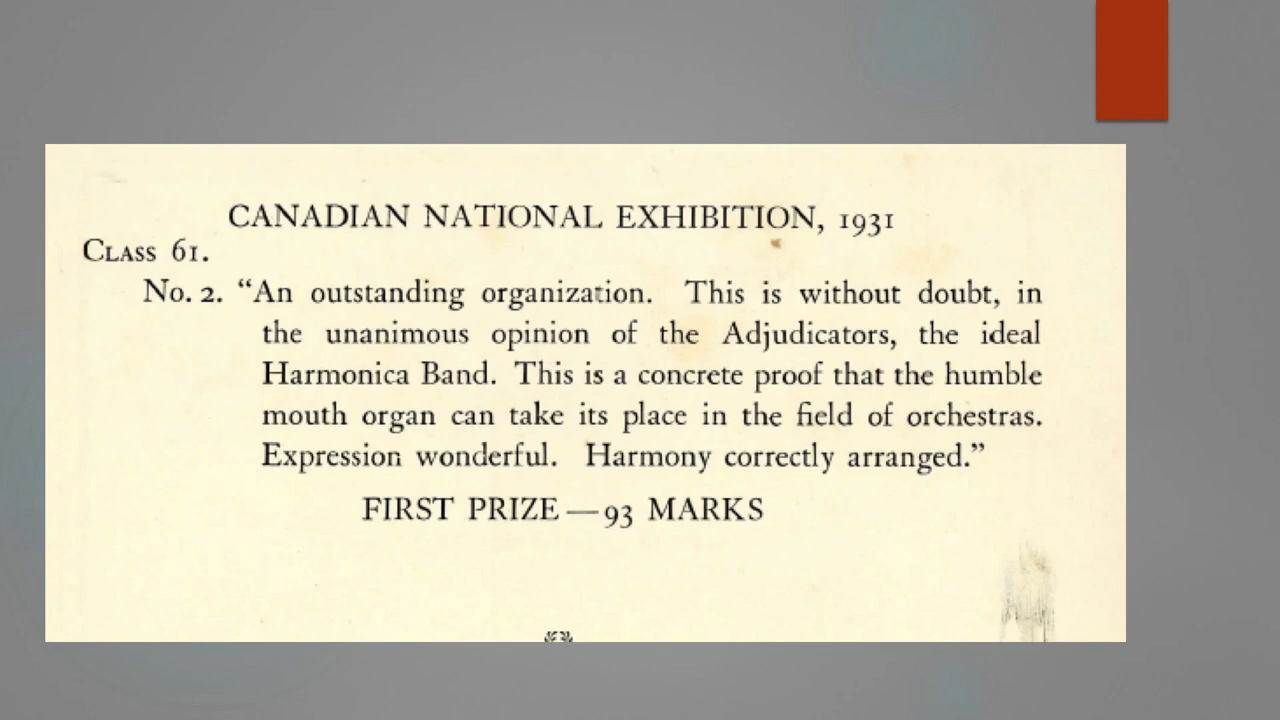 CANADIAN NATIONAL EXHIBITION, 1931
CLASS 61.
No. 2. “An outstanding organization. This is without doubt, in
the unanimous opinion of the Adjudicators, the ideal
Harmonica Band. This is a concrete proof that the humble
mouth organ can take its place in the field of orchestras.
Expression wonderful. Harmony correctly arranged.”
FIRST PRIZE — 93 MARKS